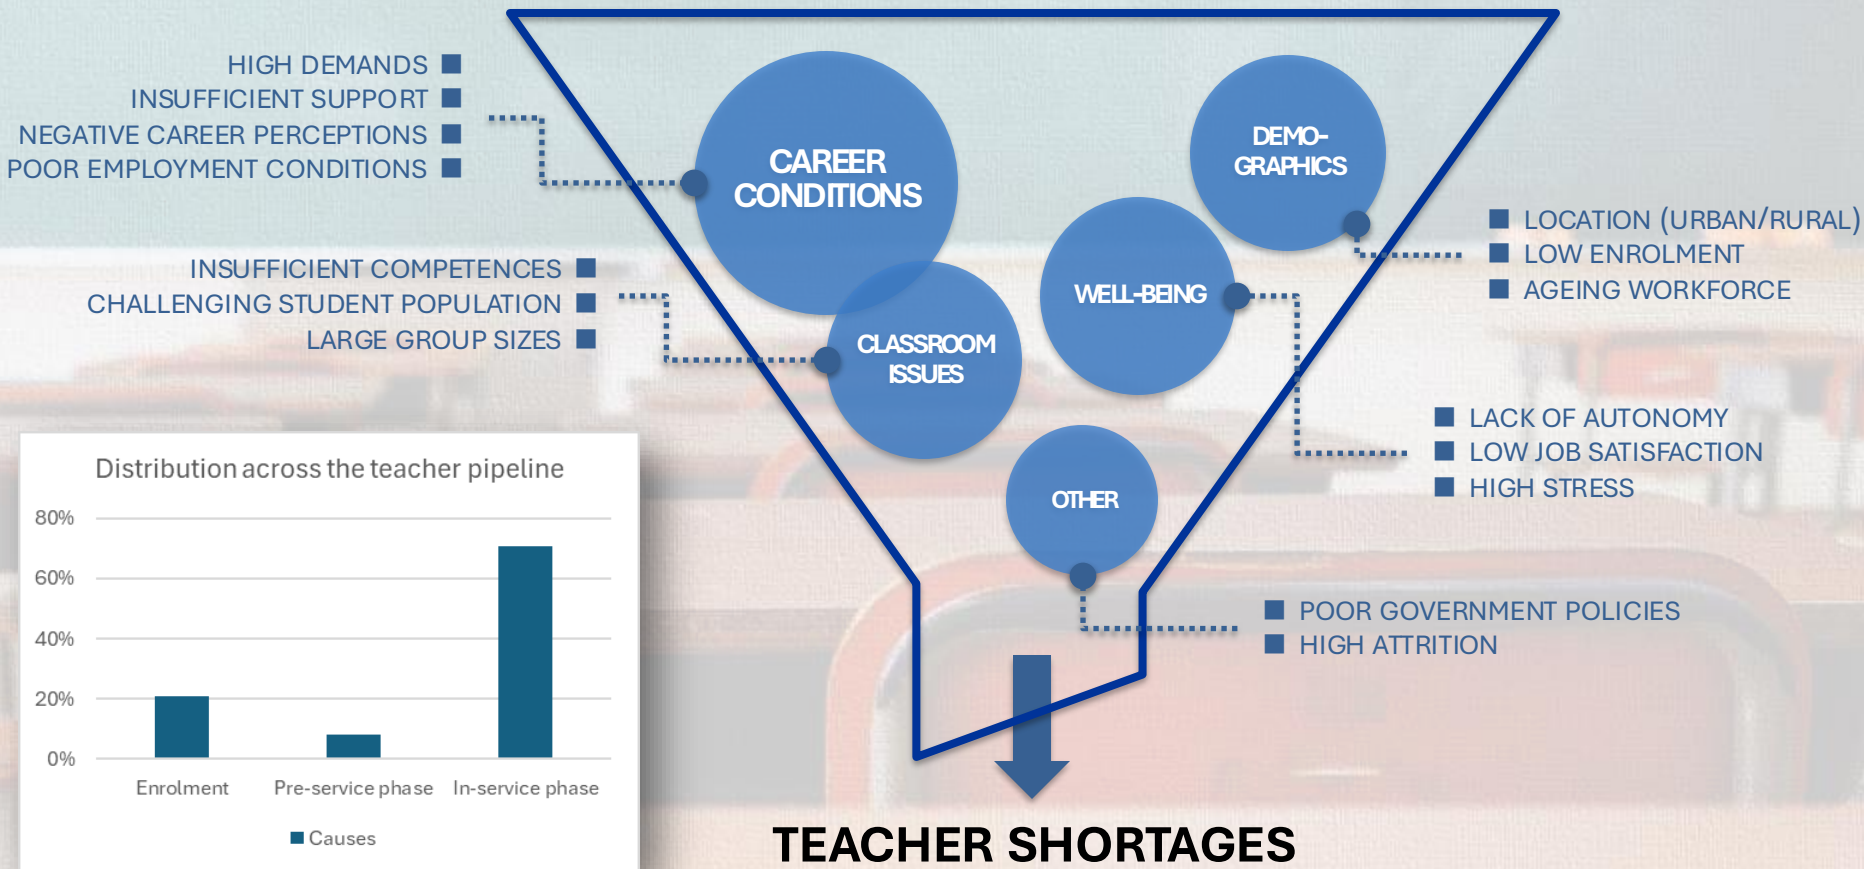 HIGH DEMANDS
INSUFFICIENT SUPPORT
NEGATIVE CAREER PERCEPTIONS
POOR EMPLOYMENT CONDITIONS
CAREER
CONDITIONS
DEMO-
GRAPHICS
LOCATION (URBAN/RURAL)
LOW ENROLMENT
AGEING WORKFORCE
INSUFFICIENT COMPETENCES
CHALLENGING STUDENT POPULATION
LARGE GROUP SIZES
WELL-BEING
CLASSROOM
ISSUES
LACK OF AUTONOMY
LOW JOB SATISFACTION
HIGH STRESS
OTHER
POOR GOVERNMENT POLICIES
HIGH ATTRITION
Distribution across the teacher pipeline
80%
60%
40%
20%
0%
Enrolment Pre-service phase In-service phase
Causes
TEACHER SHORTAGES